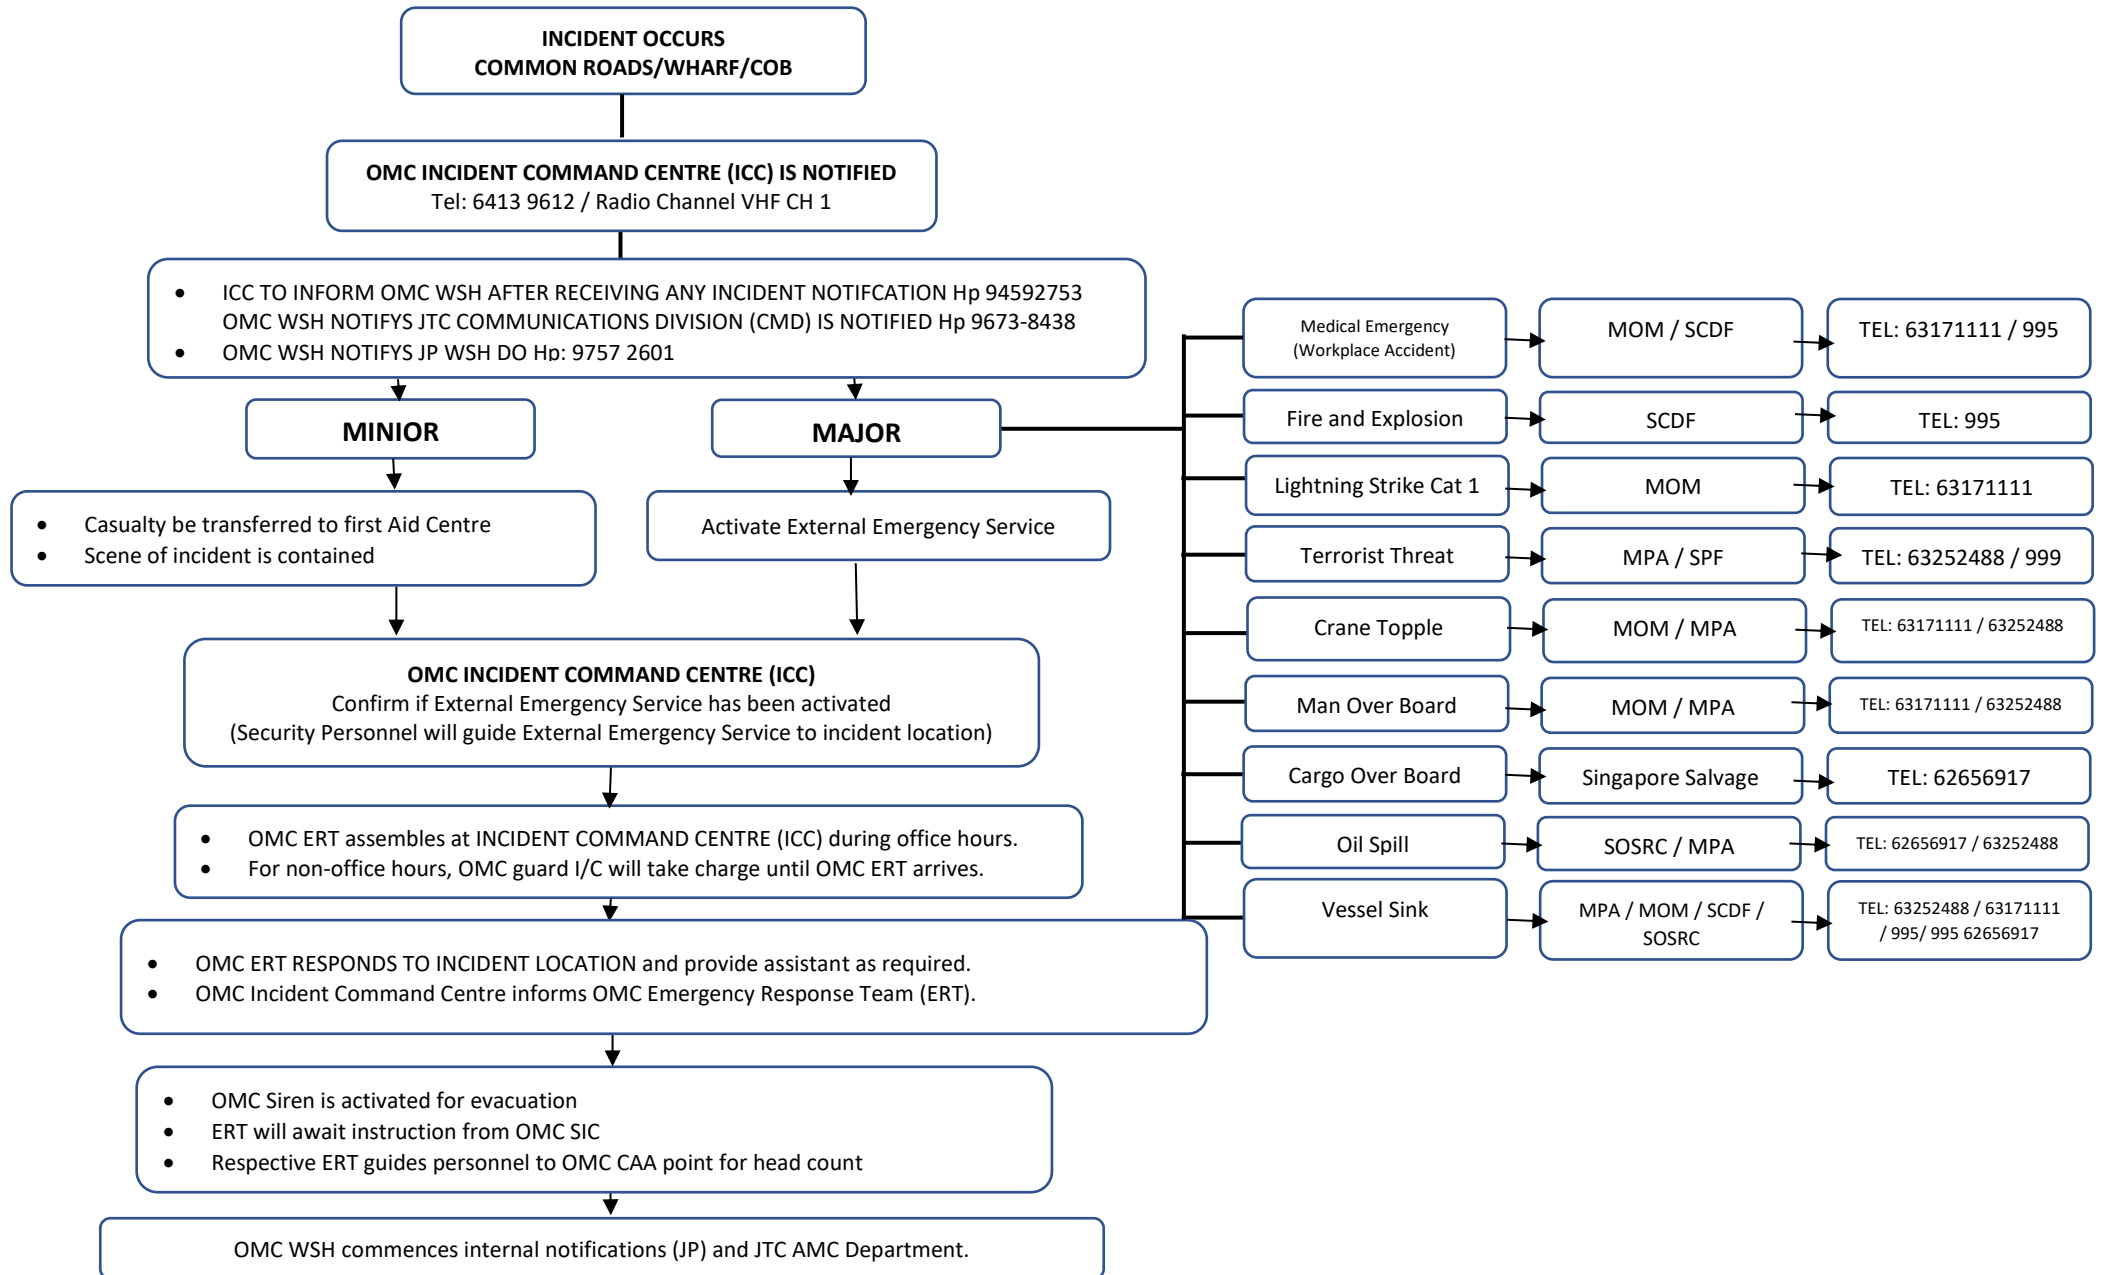 INCIDENT OCCURS
COMMON ROADS/WHARF/COB
OMC INCIDENT COMMAND CENTRE (ICC) IS NOTIFIED
Tel: 6413 9612 / Radio Channel VHF CH 1
• ICC TO INFORM OMC WSH AFTER RECEIVING ANY INCIDENT NOTIFCATION Hp 94592753
OMC WSH NOTIFYS JTC COMMUNICATIONS DIVISION (CMD) IS NOTIFIED Hp 9673-8438
• OMC WSH NOTIFYS JP WSH DO Hp: 9757 2601
MINIOR
MAJOR
• Casualty be transferred to first Aid Centre
• Scene of incident is contained
Activate External Emergency Service
OMC INCIDENT COMMAND CENTRE (ICC)
Confirm if External Emergency Service has been activated
(Security Personnel will guide External Emergency Service to incident location)
• OMC ERT assembles at INCIDENT COMMAND CENTRE (ICC) during office hours.
• For non-office hours, OMC guard I/C will take charge until OMC ERT arrives.
• OMC ERT RESPONDS TO INCIDENT LOCATION and provide assistant as required.
• OMC Incident Command Centre informs OMC Emergency Response Team (ERT).
• OMC Siren is activated for evacuation
• ERT will await instruction from OMC SIC
• Respective ERT guides personnel to OMC CAA point for head count
OMC WSH commences internal notifications (JP) and JTC AMC Department.
Medical Emergency
(Workplace Accident)
MOM / SCDF
TEL: 63171111 / 995
Fire and Explosion
SCDF
TEL: 995
Lightning Strike Cat 1
MOM
TEL: 63171111
Terrorist Threat
MPA / SPF
TEL: 63252488 / 999
Crane Topple
MOM / MPA
TEL: 63171111 / 63252488
Man Over Board
MOM / MPA
TEL: 63171111 / 63252488
Cargo Over Board
Singapore Salvage
TEL: 62656917
Oil Spill
SOSRC / MPA
TEL: 62656917 / 63252488
Vessel Sink
MPA / MOM / SCDF /
SOSRC
TEL: 63252488 / 63171111
/ 995/ 995 62656917